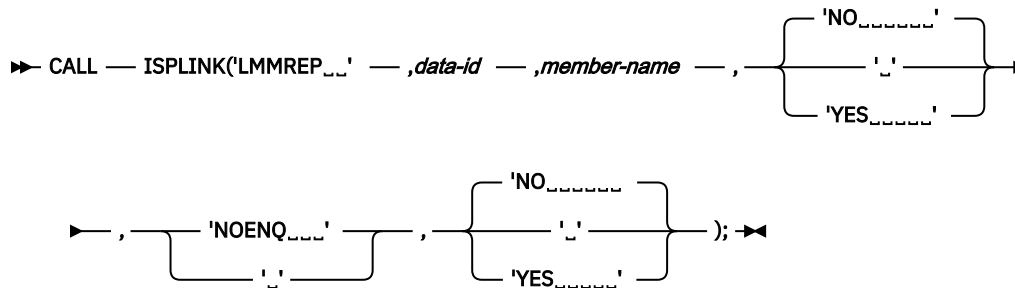 'NO␣␣␣␣␣␣'
CALL ISPLINK('LMMREP␣␣' ,data-id ,member-name , '␣'
'YES␣␣␣␣␣'
'NO␣␣␣␣␣␣
, 'NOENQ␣␣␣' , '␣' );
'␣' 'YES␣␣␣␣␣'